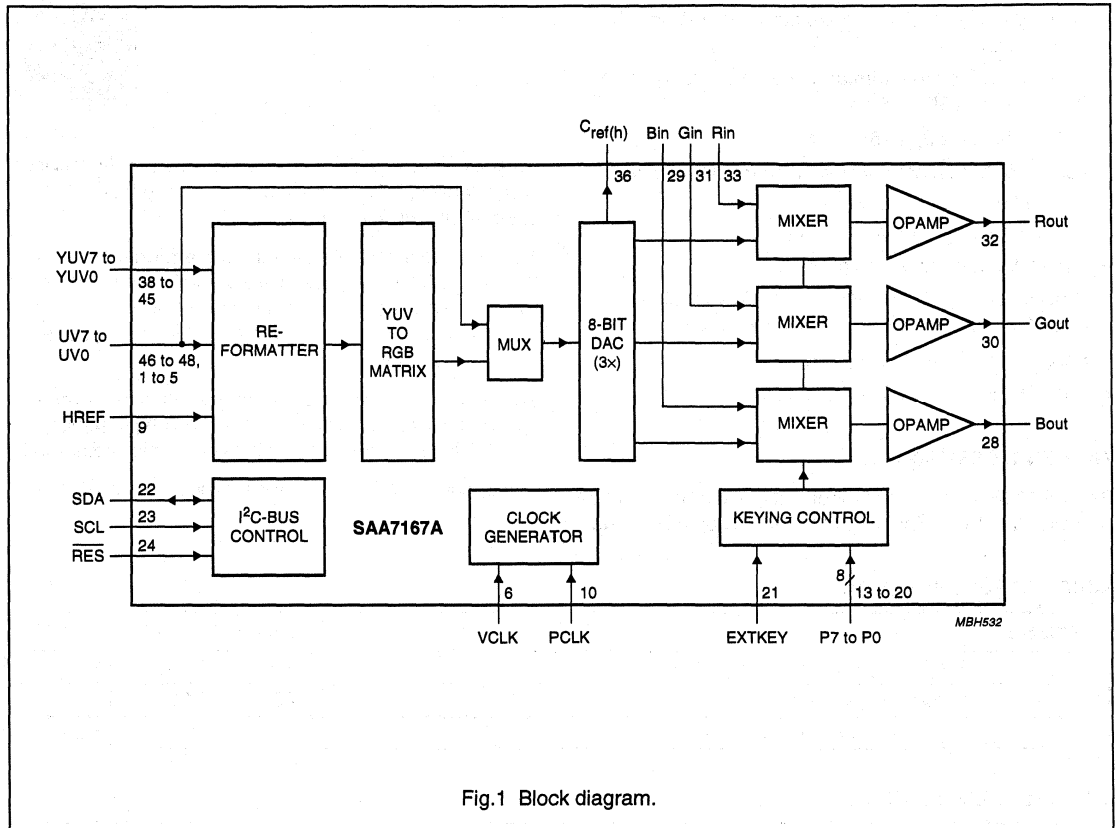 C ref(h) Bin Gin Rin
36 29 31 33
MIXER
OPAMP
32
Rout
YUV7 to
YUV0
38 to
45
RE-
FORMATTER
YUV
TO
RGB
MATRIX
MUX
8-BIT
DAC
(3×)
MIXER
OPAMP
30
Gout
UV7 to
UV0
46 to 48,
1 to 5
HREF
9
MIXER
OPAMP
28
Bout
SDA
22
SCL
23
RES
24
I²C-BUS
CONTROL
SAA7167A
CLOCK
GENERATOR
KEYING CONTROL
6 10 21 8 13 to 20
VCLK PCLK EXTKEY P7 to P0
MBH532
Fig.1 Block diagram.